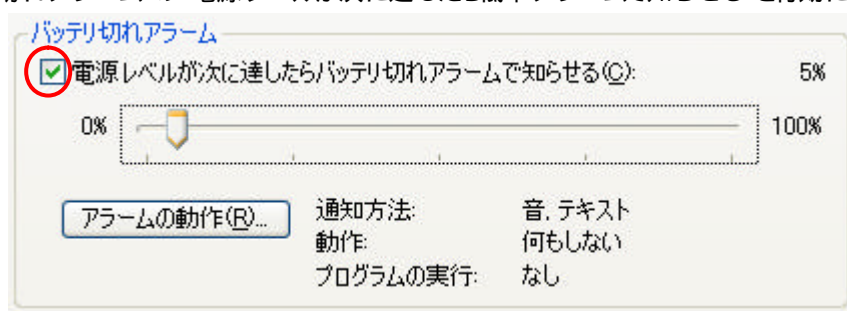 バッテリ切れアラーム
電源レベルが次に達したらバッテリ切れアラームで知らせる(C): 5%
0% 100%
アラームの動作(R)... 通知方法: 音, テキスト
動作: 何もしない
プログラムの実行: なし